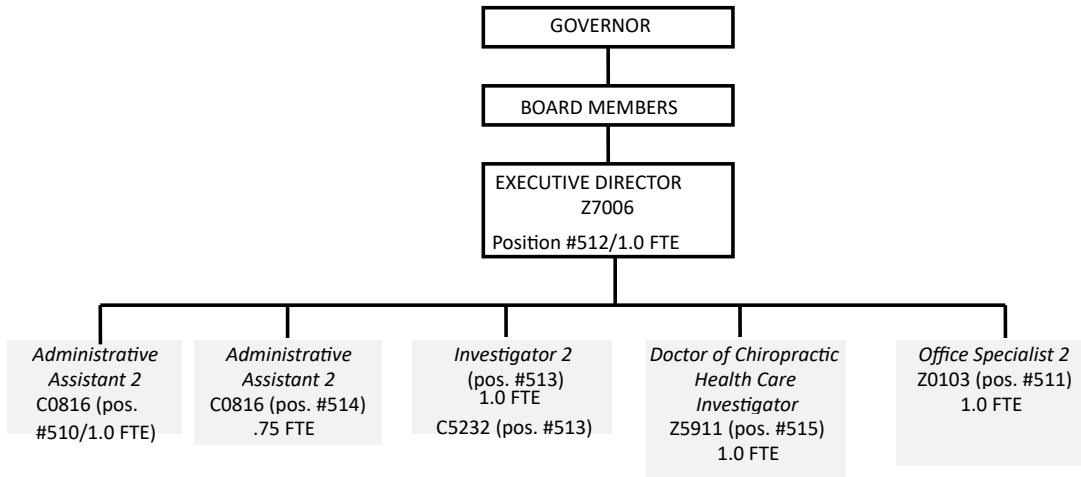 GOVERNOR
BOARD MEMBERS
EXECUTIVE DIRECTOR
Z7006
Position #512/1.0 FTE
Administrative
Assistant 2
C0816 (pos.
#510/1.0 FTE)
Administrative
Assistant 2
C0816 (pos. #514)
.75 FTE
Investigator 2
(pos. #513)
1.0 FTE
C5232 (pos. #513)
Doctor of Chiropractic
Health Care
Investigator
Z5911 (pos. #515)
1.0 FTE
Office Specialist 2
Z0103 (pos. #511)
1.0 FTE